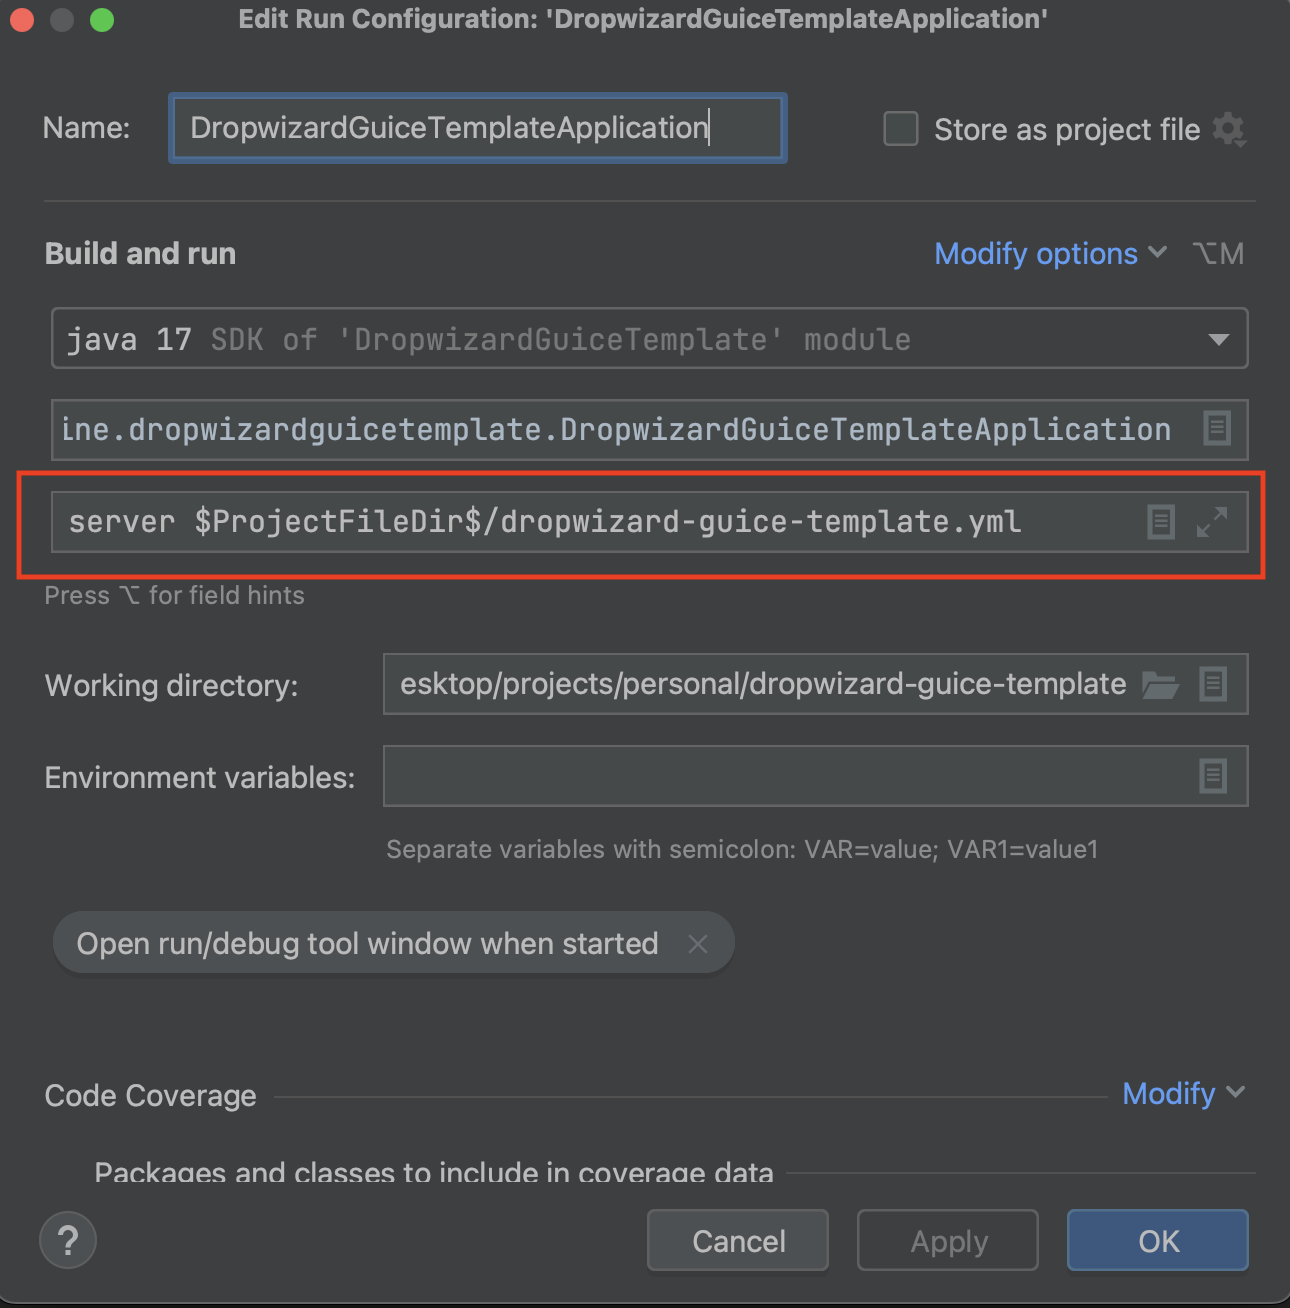 Edit Run Configuration: 'DropwizardGuiceTemplateApplication'
Name: DropwizardGuiceTemplateApplication Store as project file
Build and run Modify options ⌥M
java 17 SDK of 'DropwizardGuiceTemplate' module
ine.dropwizardguicetemplate.DropwizardGuiceTemplateApplication
server $ProjectFileDir$/dropwizard-guice-template.yml
Press ⌥ for field hints
Working directory: esktop/projects/personal/dropwizard-guice-template
Environment variables:
Separate variables with semicolon: VAR=value; VAR1=value1
Open run/debug tool window when started
Code Coverage Modify
Packages and classes to include in coverage data
? Cancel Apply OK